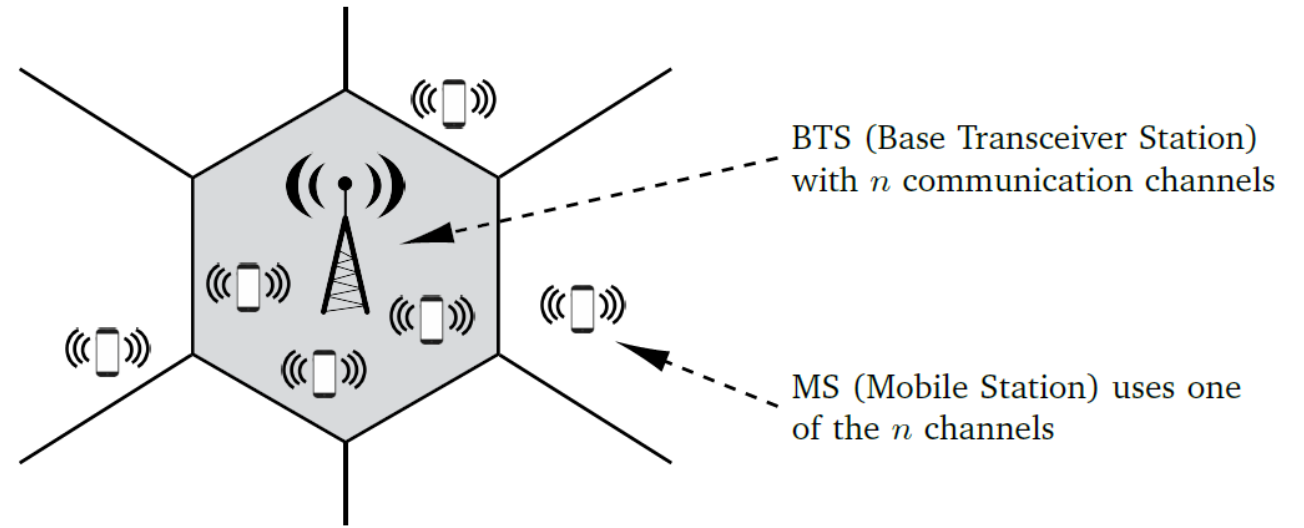 BTS (Base Transceiver Station)
with n communication channels
MS (Mobile Station) uses one
of the n channels